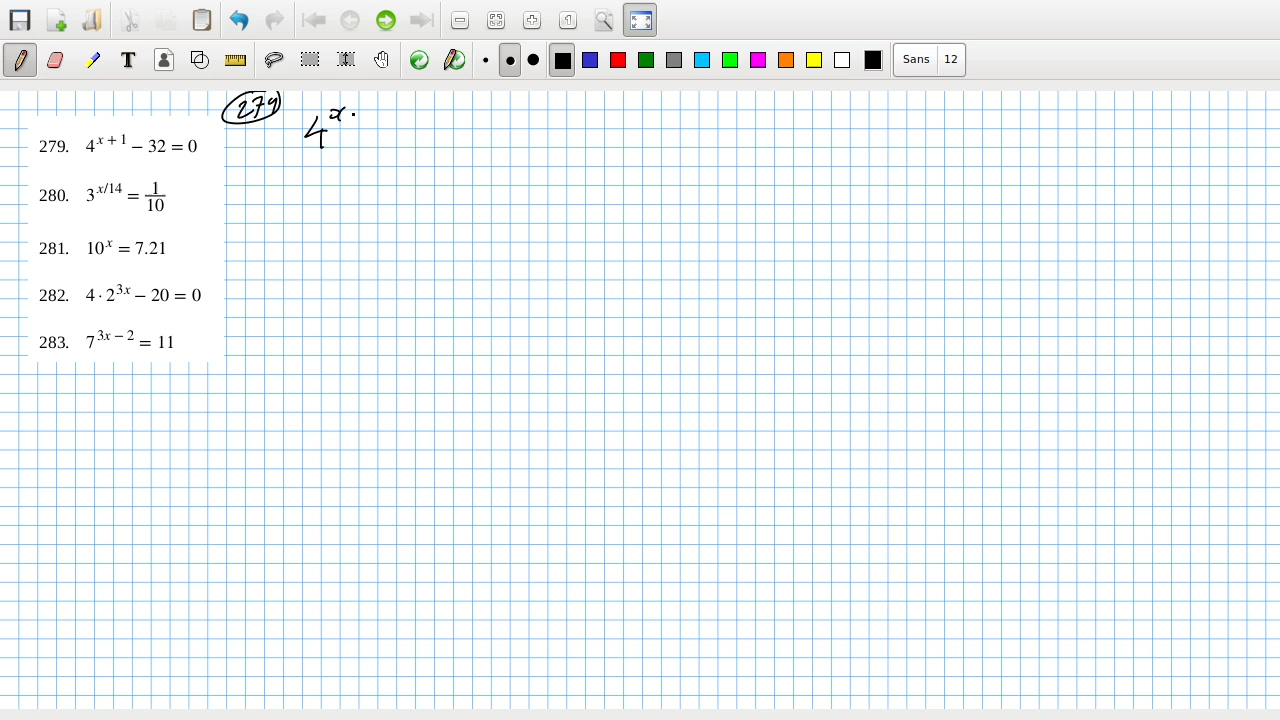 Sans 12
279
4^x.
279. 4^{x + 1} − 32 = 0
280. 3^{x/14} = 1/10
281. 10^x = 7.21
282. 4 · 2^{3x} − 20 = 0
283. 7^{3x − 2} = 11